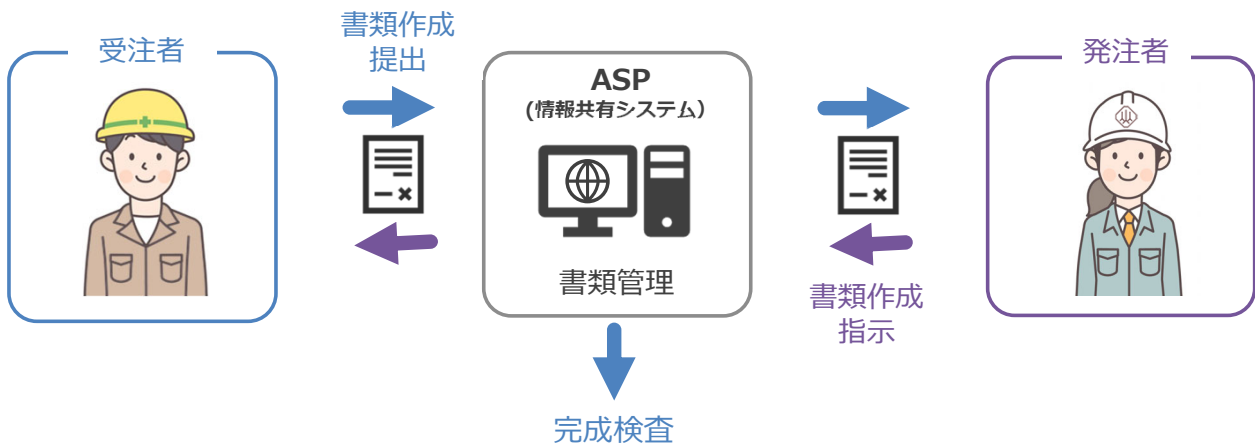 受注者
書類作成
提出
ASP
(情報共有システム）
書類管理
発注者
書類作成
指示
完成検査